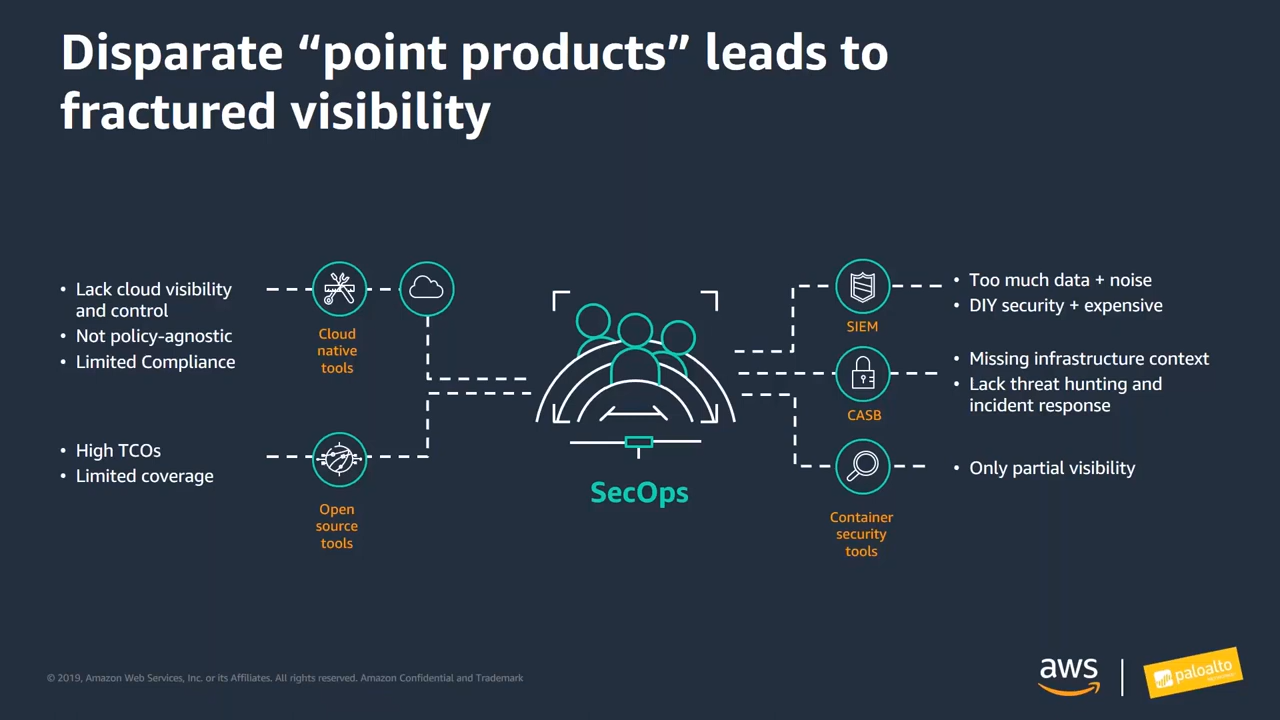 Disparate “point products” leads to
fractured visibility
• Lack cloud visibility
and control
• Not policy-agnostic
• Limited Compliance
Cloud
native
tools
• High TCOs
• Limited coverage
Open
source
tools
SecOps
SIEM
• Too much data + noise
• DIY security + expensive
CASB
• Missing infrastructure context
• Lack threat hunting and
incident response
Container
security
tools
• Only partial visibility
© 2019, Amazon Web Services, Inc. or its Affiliates. All rights reserved. Amazon Confidential and Trademark
aws
paloalto